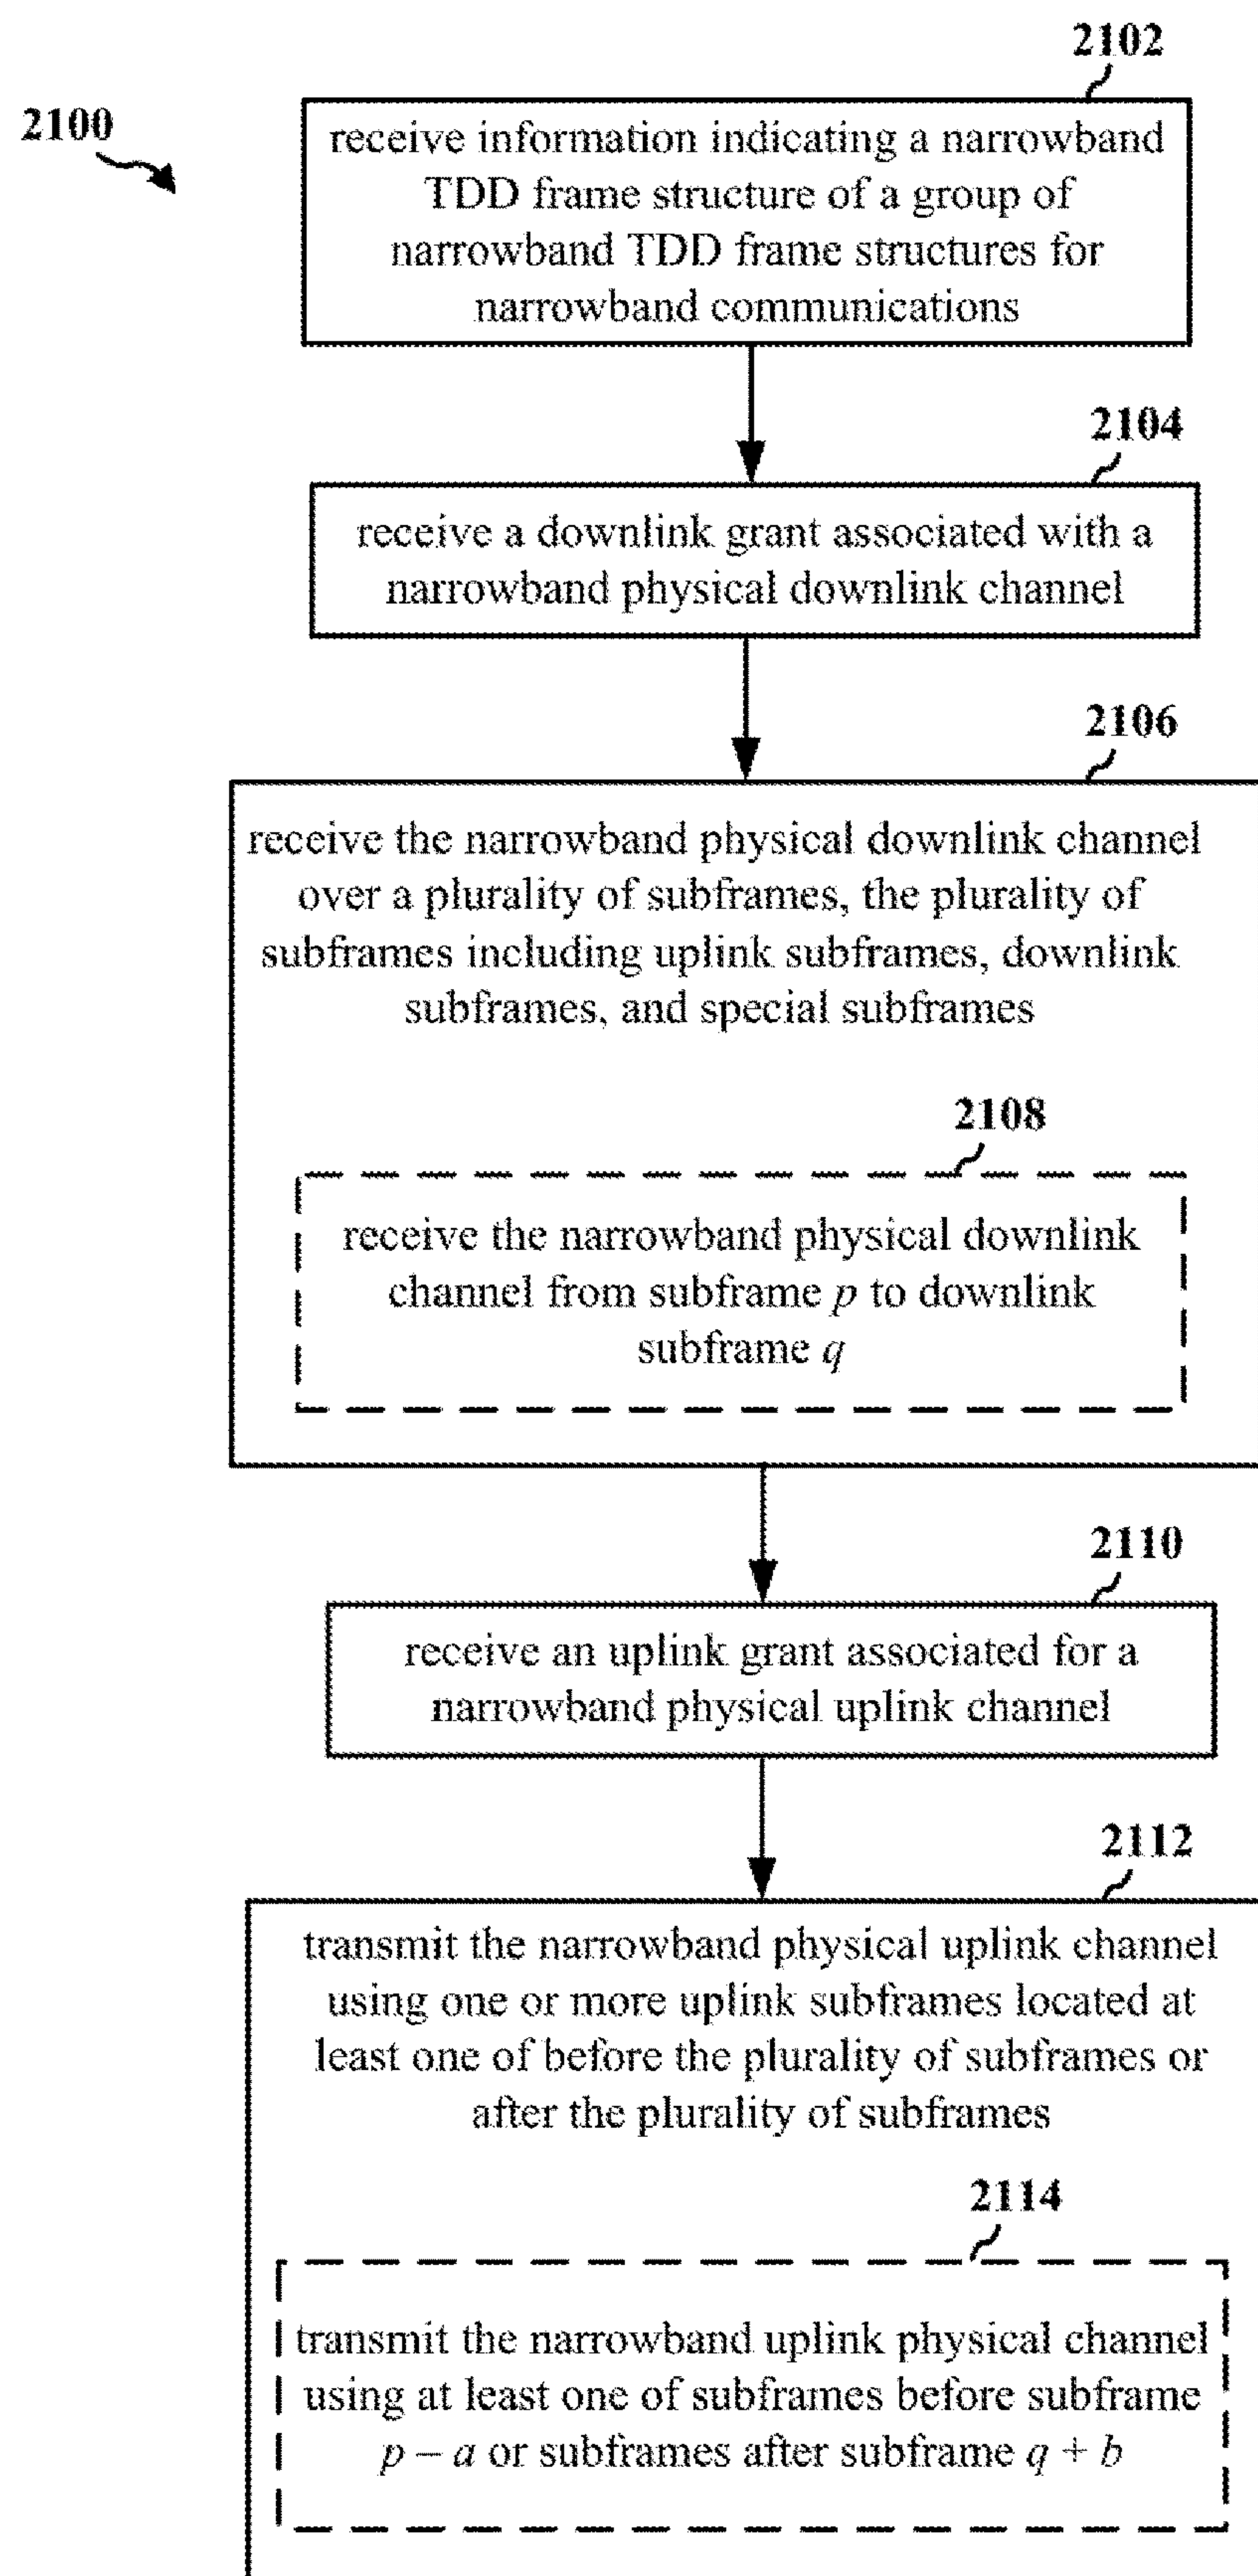 2102
2100
receive information indicating a narrowband
TDD frame structure of a group of
narrowband TDD frame structures for
narrowband communications
2104
receive a downlink grant associated with a
narrowband physical downlink channel
2106
receive the narrowband physical downlink channel
over a plurality of subframes, the plurality of
subframes including uplink subframes, downlink
subframes, and special subframes
2108
receive the narrowband physical downlink
channel from subframe p to downlink
subframe q
2110
receive an uplink grant associated for a
narrowband physical uplink channel
2112
transmit the narrowband physical uplink channel
using one or more uplink subframes located at
least one of before the plurality of subframes or
after the plurality of subframes
2114
transmit the narrowband uplink physical channel
using at least one of subframes before subframe
p – a or subframes after subframe q + b